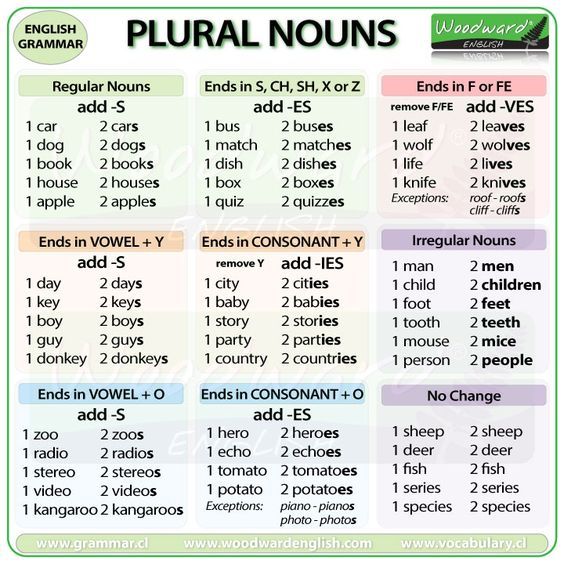 ENGLISH
GRAMMAR
PLURAL NOUNS
Woodward®
ENGLISH
Regular Nouns
add -S
1 car 2 cars
1 dog 2 dogs
1 book 2 books
1 house 2 houses
1 apple 2 apples
Ends in S, CH, SH, X or Z
add -ES
1 bus 2 buses
1 match 2 matches
1 dish 2 dishes
1 box 2 boxes
1 quiz 2 quizzes
Ends in F or FE
remove F/FE add -VES
1 leaf 2 leaves
1 wolf 2 wolves
1 life 2 lives
1 knife 2 knives
Exceptions: roof - roofs
cliff - cliffs
Ends in VOWEL + Y
add -S
1 day 2 days
1 key 2 keys
1 boy 2 boys
1 guy 2 guys
1 donkey 2 donkeys
Ends in CONSONANT + Y
remove Y add -IES
1 city 2 cities
1 baby 2 babies
1 story 2 stories
1 party 2 parties
1 country 2 countries
Irregular Nouns
1 man 2 men
1 child 2 children
1 foot 2 feet
1 tooth 2 teeth
1 mouse 2 mice
1 person 2 people
Ends in VOWEL + O
add -S
1 zoo 2 zoos
1 radio 2 radios
1 stereo 2 stereos
1 video 2 videos
1 kangaroo 2 kangaroos
Ends in CONSONANT + O
add -ES
1 hero 2 heroes
1 echo 2 echoes
1 tomato 2 tomatoes
1 potato 2 potatoes
Exceptions: piano - pianos
photo - photos
No Change
1 sheep 2 sheep
1 deer 2 deer
1 fish 2 fish
1 series 2 series
1 species 2 species
www.grammar.cl www.woodwardenglish.com www.vocabulary.cl